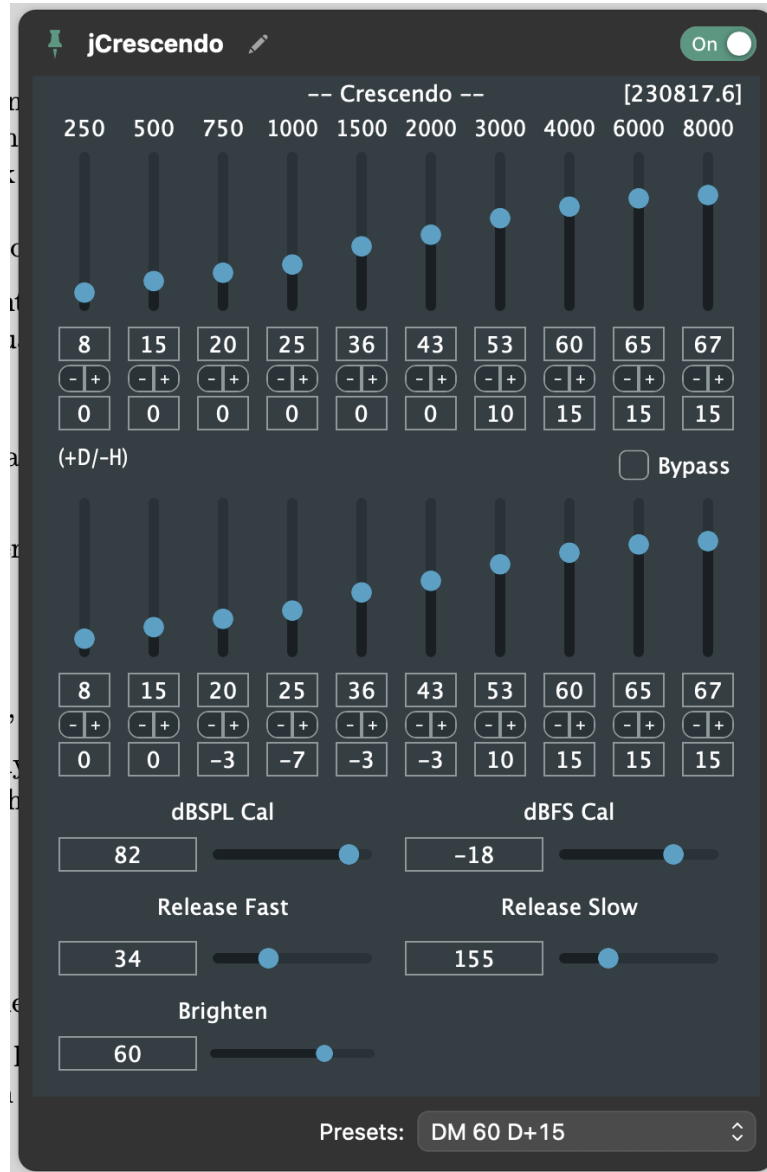 jCrescendo On
-- Crescendo -- [230817.6]
250 500 750 1000 1500 2000 3000 4000 6000 8000
8 15 20 25 36 43 53 60 65 67
- + - + - + - + - + - + - + - + - + - +
0 0 0 0 0 0 10 15 15 15
(+D/-H) Bypass
8 15 20 25 36 43 53 60 65 67
- + - + - + - + - + - + - + - + - + - +
0 0 -3 -7 -3 -3 10 15 15 15
dBSPL Cal dBFS Cal
82 -18
Release Fast Release Slow
34 155
Brighten
60
Presets: DM 60 D+15